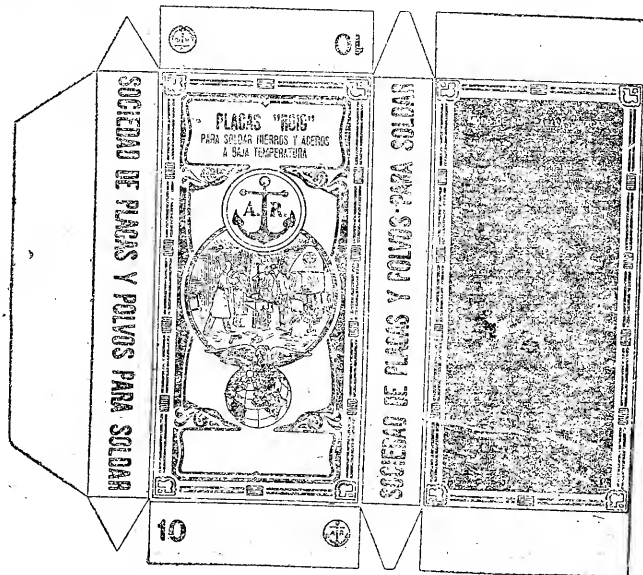 10
SOCIEDAD DE PLACAS Y POLVOS PARA SOLDAR
PLACAS "ROIG"
PARA SOLDAR HIERROS Y ACEROS
A BAJA TEMPERATURA
A. R.
SOCIEDAD DE PLACAS Y POLVOS PARA SOLDAR
10